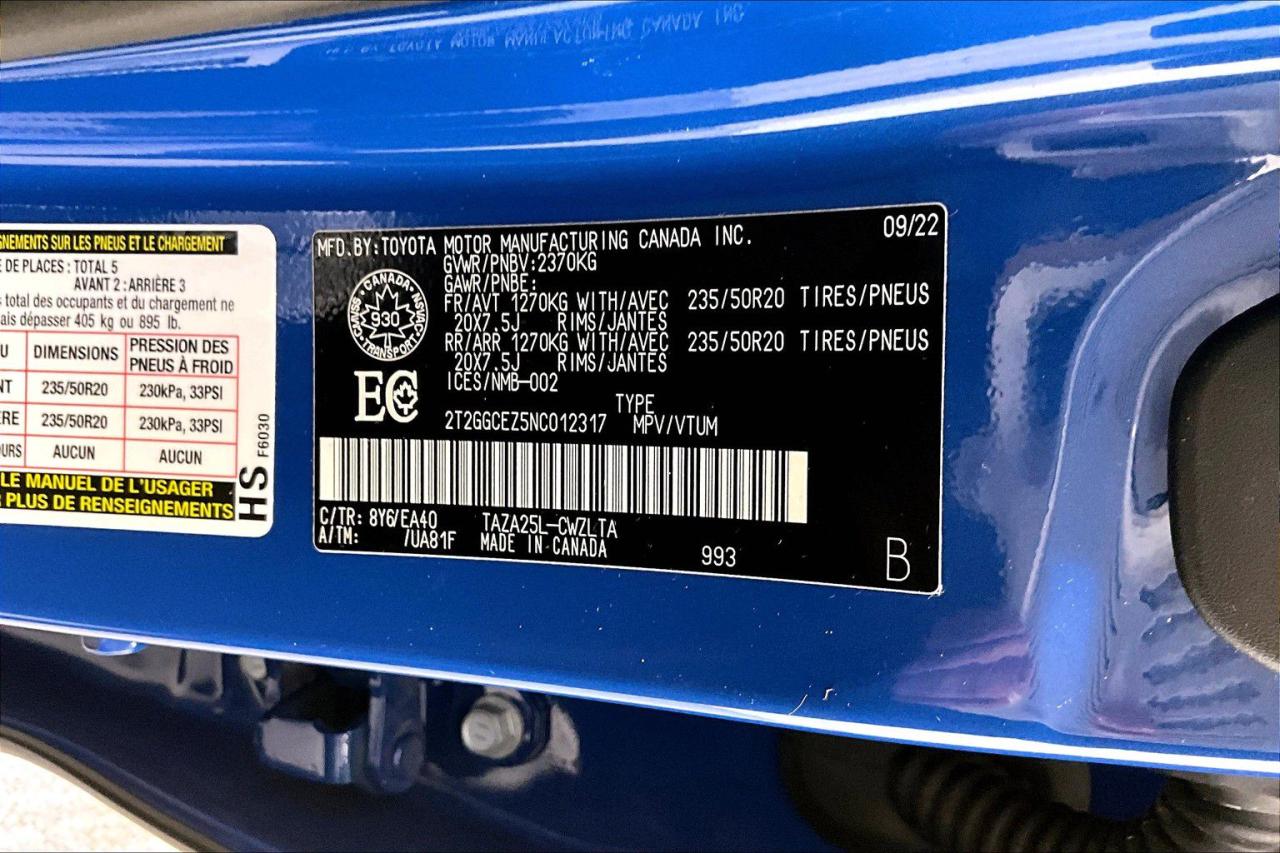 GNEMENTS SUR LES PNEUS ET LE CHARGEMENT
E DE PLACES : TOTAL 5
AVANT 2 : ARRIÈRE 3
total des occupants et du chargement ne
ais dépasser 405 kg ou 895 lb.
U DIMENSIONS PRESSION DES PNEUS À FROID
NT 235/50R20 230kPa, 33PSI
ÈRE 235/50R20 230kPa, 33PSI
OURS AUCUN AUCUN
LE MANUEL DE L'USAGER
R PLUS DE RENSEIGNEMENTS
HS F6030
MFD.BY:TOYOTA MOTOR MANUFACTURING CANADA INC. 09/22
GVWR/PNBV:2370KG
GAWR/PNBE:
FR/AVT 1270KG WITH/AVEC 235/50R20 TIRES/PNEUS
20X7.5J RIMS/JANTES
RR/ARR 1270KG WITH/AVEC 235/50R20 TIRES/PNEUS
20X7.5J RIMS/JANTES
ICES/NMB-002
CANADA
CMVSS 930 NSVAC
TRANSPORT
EC
TYPE
2T2GGCEZ5NC012317 MPV/VTUM
C/TR: 8Y6/EA40 TAZA25L-CWZLTA
A/TM: /UA81F MADE IN CANADA
993
B